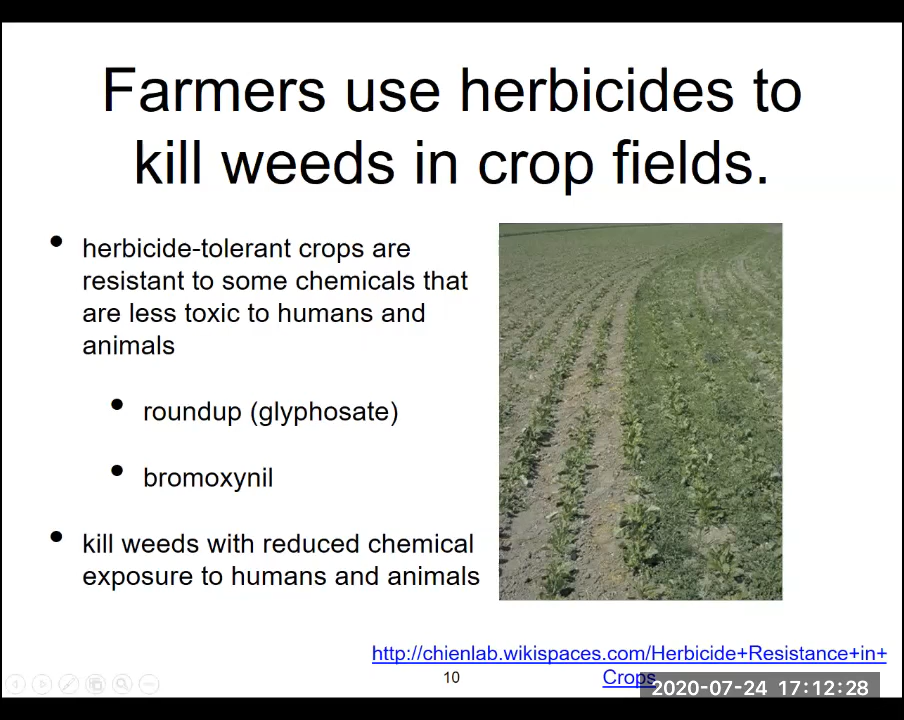 Farmers use herbicides to
kill weeds in crop fields.
• herbicide-tolerant crops are
resistant to some chemicals that
are less toxic to humans and
animals
• roundup (glyphosate)
• bromoxynil
• kill weeds with reduced chemical
exposure to humans and animals
http://chienlab.wikispaces.com/Herbicide+Resistance+in+
Crops
10
2020-07-24 17:12:28